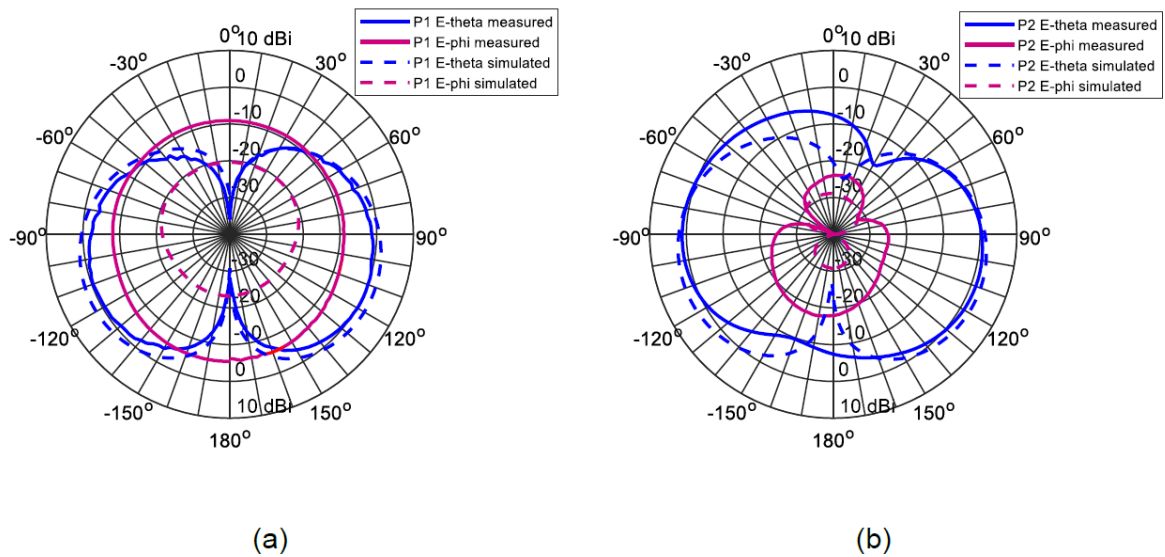 P1 E-theta measured
P1 E-phi measured
P1 E-theta simulated
P1 E-phi simulated
0° 10 dBi
-30° 30°
0
-60° 60°
-10
-20
-30
-90° 90°
-30
-20
-120° 120°
-10
0
-150° 10 dBi 150°
180°
(a)
P2 E-theta measured
P2 E-phi measured
P2 E-theta simulated
P2 E-phi simulated
0° 10 dBi
-30° 30°
0
-60° 60°
-10
-20
-30
-90° 90°
-30
-20
-120° 120°
-10
0
-150° 10 dBi 150°
180°
(b)